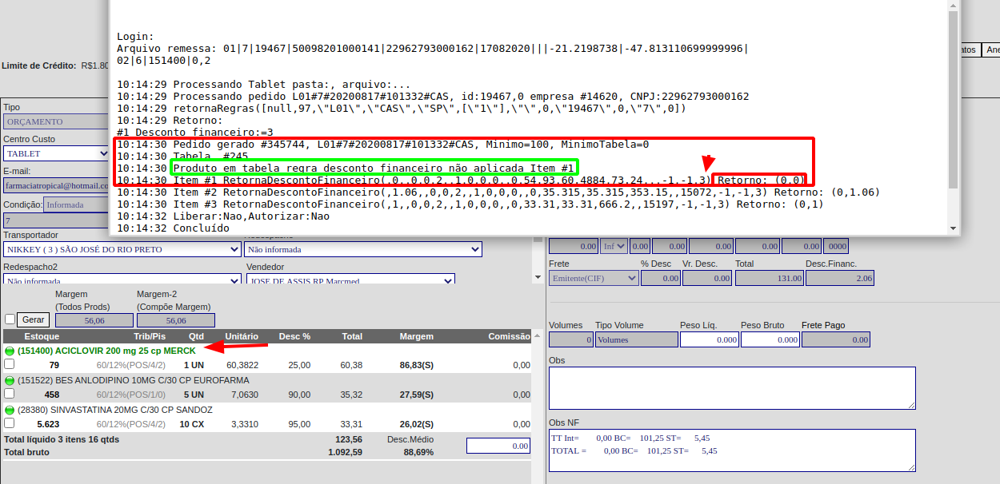 Login:
Arquivo remessa: 01|7|19467|50098201000141|22962793000162|17082020|||-21.2198738|-47.813110699999996|
02|6|151400|0,2
10:14:29 Processando Tablet pasta:, arquivo:...
10:14:29 Processando pedido L01#7#20200817#101332#CAS, id:19467,0 empresa #14620, CNPJ:22962793000162
10:14:29 retornaRegras([null,97,\"L01\",\"CAS\",\"SP\",[\"1\"],\"\",0,\"19467\",0,\"7\",0])
10:14:29 Retorno:
#1 Desconto financeiro:=3
10:14:30 Pedido gerado #345744, L01#7#20200817#101332#CAS, Minimo=100, MinimoTabela=0
10:14:30 Tabela #245
10:14:30 Produto em tabela regra desconto financeiro não aplicada Item #1
10:14:30 Item #1 RetornaDescontoFinanceiro(,0,,0,0,2,,1,0,0,0,,0,54.93,60.4884,73.24,,,-1,-1,3) Retorno: (0,0)
10:14:30 Item #2 RetornaDescontoFinanceiro(,1.06,,0,0,2,,1,0,0,0,,0,35.315,35.315,353.15,,15072,-1,-1,3) Retorno: (0,1.06)
10:14:30 Item #3 RetornaDescontoFinanceiro(,1,,0,0,2,,1,0,0,0,,0,33.31,33.31,666.2,,15197,-1,-1,3) Retorno: (0,1)
10:14:32 Liberar:Nao,Autorizar:Nao
10:14:32 Concluído
Limite de Crédito: R$1.80
atos Ane
Tipo
ORÇAMENTO
Centro Custo
TABLET
E-mail:
farmaciatropical@hotmail.co
Condição: Informada
7
Transportador
NIKKEY ( 3 ) SÃO JOSÉ DO RIO PRETO Não informada
Redespacho2 Vendedor
Não informada JOSE DE ASSIS RP Marcmed
0.00 Inf 0.00 0.00 0.00 0.00 0.00 0000
Frete % Desc Vr. Desc. Total Desc.Financ.
Emitente(CIF) 0.00 0.00 131.00 2.06
Margem Margem-2
(Todos Prods) (Compõe Margem)
Gerar 56,06 56,06
Estoque Trib/Pis Qtd Unitário Desc % Total Margem Comissão
(151400) ACICLOVIR 200 mg 25 cp MERCK
79 60/12%(POS/4/2) 1 UN 60,3822 25,00 60,38 86,83(S) 0,00
(151522) BES ANLODIPINO 10MG C/30 CP EUROFARMA
458 60/12%(POS/1/0) 5 UN 7,0630 90,00 35,32 27,59(S) 0,00
(28380) SINVASTATINA 20MG C/30 CP SANDOZ
5.623 60/12%(POS/4/2) 10 CX 3,3310 95,00 33,31 26,02(S) 0,00
Total líquido 3 itens 16 qtds 123,56 Desc.Médio 0.00
Total bruto 1.092,59 88,69%
Volumes Tipo Volume Peso Líq. Peso Bruto Frete Pago
0 Volumes 0.000 0.000 0.00
Obs
Obs NF
TT Int= 0,00 BC= 101,25 ST= 5,45
TOTAL = 0,00 BC= 101,25 ST= 5,45